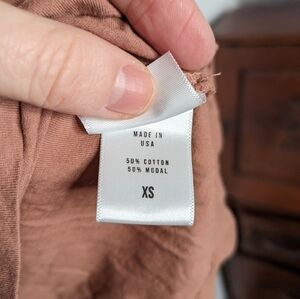 MADE IN
USA
50% COTTON
50% MODAL
XS